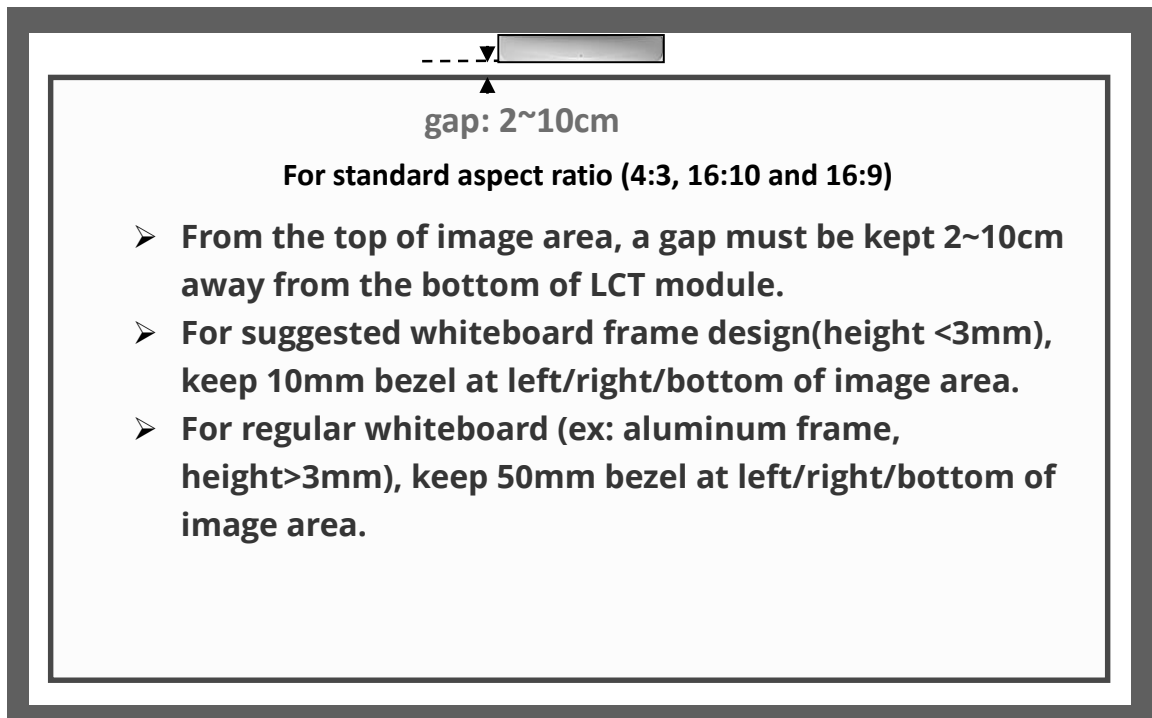 gap: 2~10cm
For standard aspect ratio (4:3, 16:10 and 16:9)
➢ From the top of image area, a gap must be kept 2~10cm
away from the bottom of LCT module.
➢ For suggested whiteboard frame design(height <3mm),
keep 10mm bezel at left/right/bottom of image area.
➢ For regular whiteboard (ex: aluminum frame,
height>3mm), keep 50mm bezel at left/right/bottom of
image area.